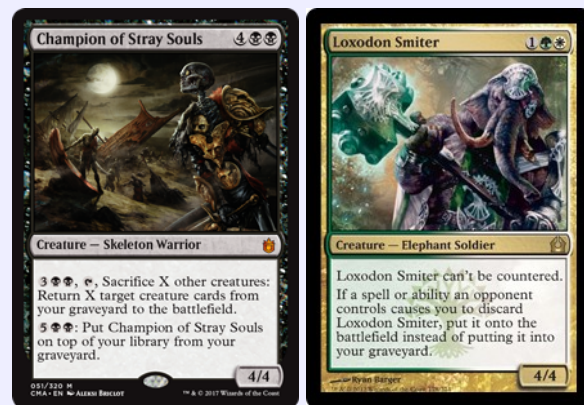 Champion of Stray Souls 4
Creature — Skeleton Warrior
3 , , Sacrifice X other creatures:
Return X target creature cards from
your graveyard to the battlefield.
5 : Put Champion of Stray Souls
on top of your library from your
graveyard.
4/4
051/320 M
CMA • EN ALEKSI BRICLOT
™ & © 2017 Wizards of the Coast
Loxodon Smiter 1
Creature — Elephant Soldier
Loxodon Smiter can't be countered.
If a spell or ability an opponent
controls causes you to discard
Loxodon Smiter, put it onto the
battlefield instead of putting it into
your graveyard.
Ryan Barger
4/4